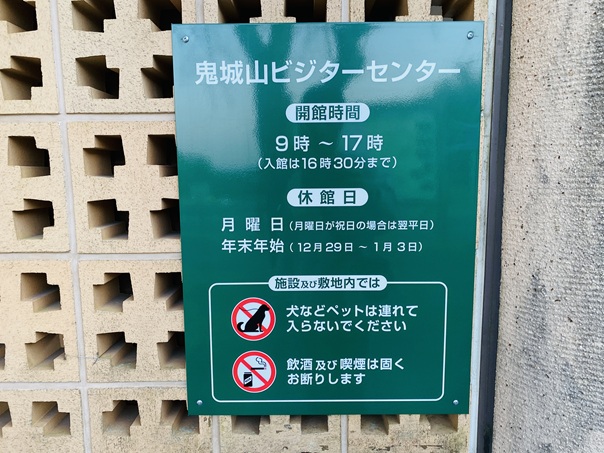 鬼城山ビジターセンター
開館時間
9時 ～ 17時
(入館は16時30分まで)
休館日
月曜日(月曜日が祝日の場合は翌平日)
年末年始(12月29日 ～ 1月3日)
施設及び敷地内では
犬などペットは連れて
入らないでください
飲酒及び喫煙は固く
お断りします